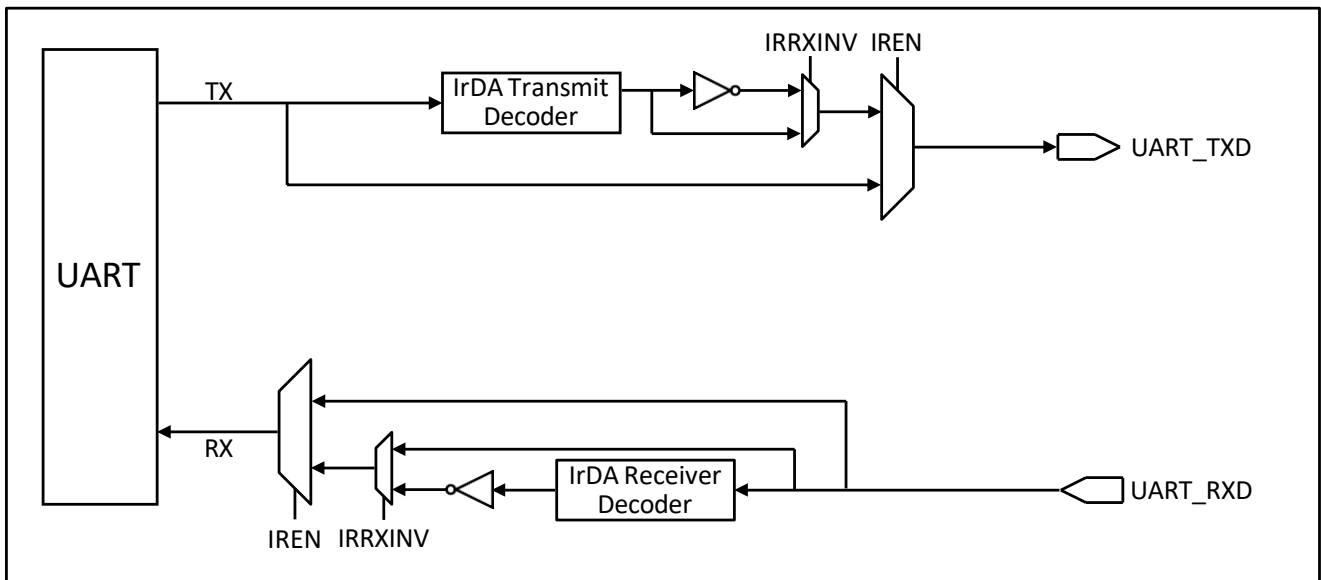 IRRXINV IREN
TX
IrDA Transmit
Decoder
UART_TXD
UART
RX
IrDA Receiver
Decoder
UART_RXD
IREN IRRXINV